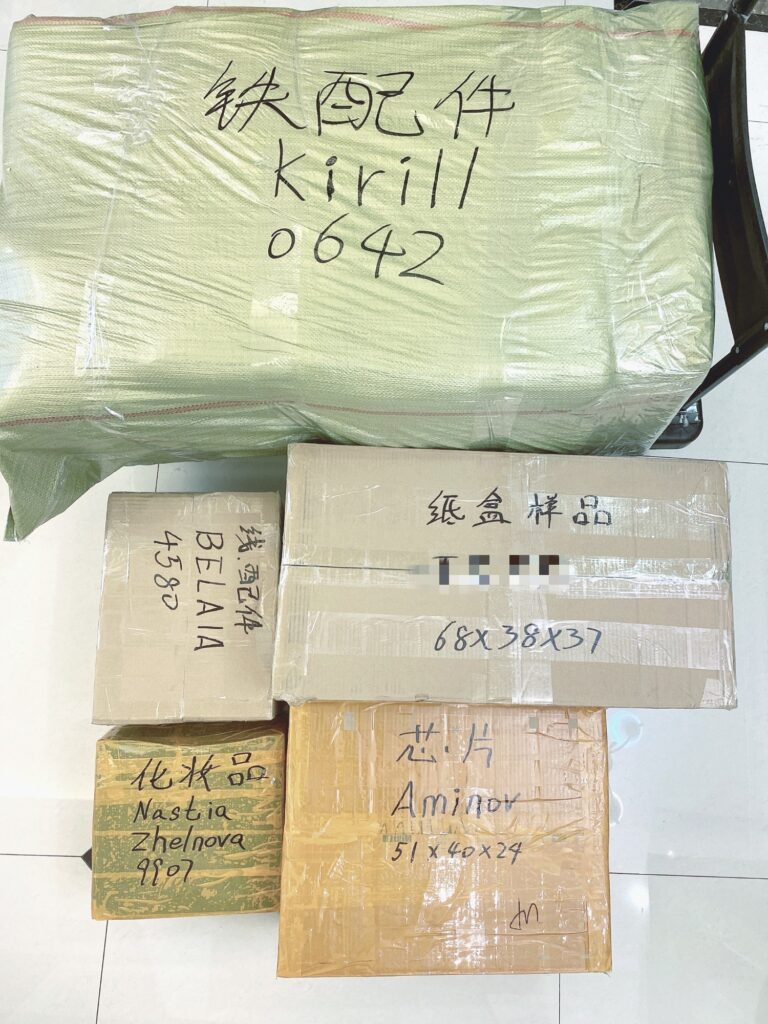 铁配件
Kirill
0642
线.配件
BELAIA
4580
纸盒样品
68X38X37
化妆品
Nastia
Zhelnova
9907
芯片
Aminov
51X40X24